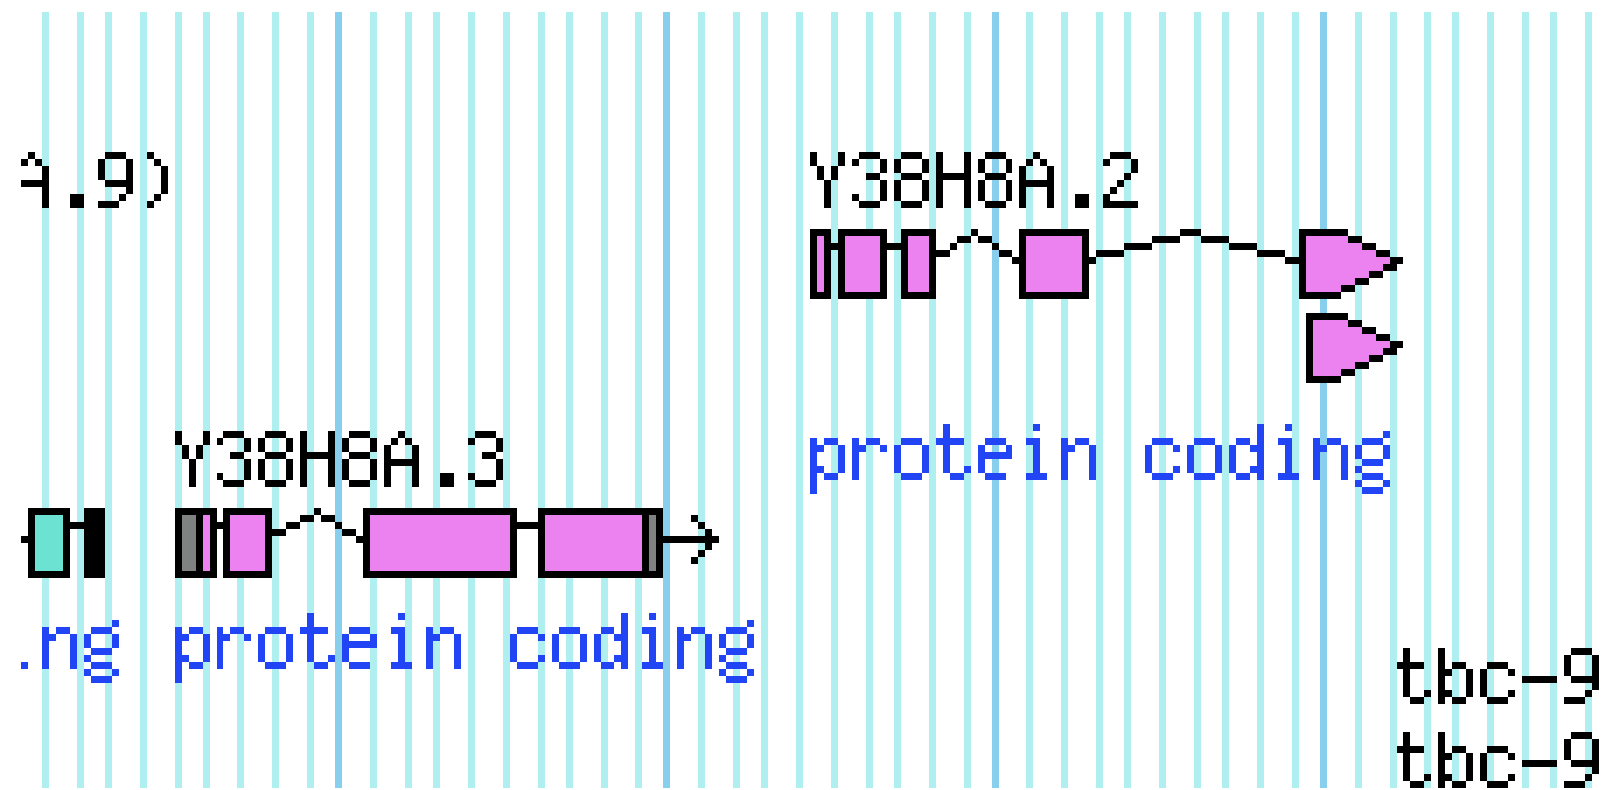 A.9)
Y38H8A.2
protein coding
Y38H8A.3
ng protein coding
tbc-9
tbc-9